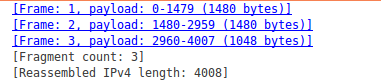 [Frame: 1, payload: 0-1479 (1480 bytes)]
[Frame: 2, payload: 1480-2959 (1480 bytes)]
[Frame: 3, payload: 2960-4007 (1048 bytes)]
[Fragment count: 3]
[Reassembled IPv4 length: 4008]